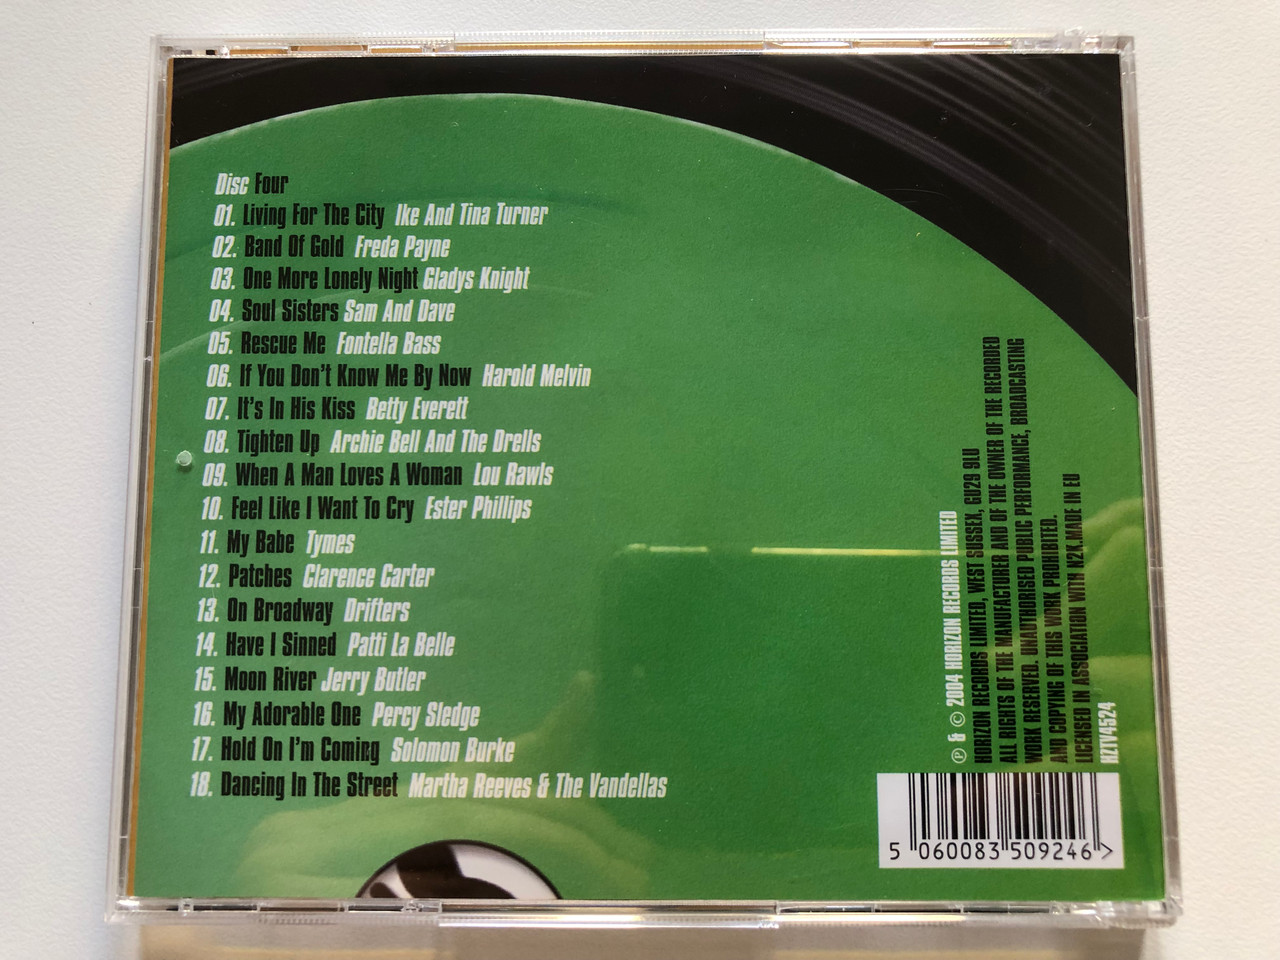 Disc Four
01. Living For The City Ike And Tina Turner
02. Band Of Gold Freda Payne
03. One More Lonely Night Gladys Knight
04. Soul Sisters Sam And Dave
05. Rescue Me Fontella Bass
06. If You Don't Know Me By Now Harold Melvin
07. It's In His Kiss Betty Everett
08. Tighten Up Archie Bell And The Drells
09. When A Man Loves A Woman Lou Rawls
10. Feel Like I Want To Cry Ester Phillips
11. My Babe Tymes
12. Patches Clarence Carter
13. On Broadway Drifters
14. Have I Sinned Patti La Belle
15. Moon River Jerry Butler
16. My Adorable One Percy Sledge
17. Hold On I'm Coming Solomon Burke
18. Dancing In The Street Martha Reeves & The Vandellas
℗ & © 2004 HORIZON RECORDS LIMITED
HORIZON RECORDS LIMITED, WEST SUSSEX, GU29 9LU
ALL RIGHTS OF THE MANUFACTURER AND OF THE OWNER OF THE RECORDED
WORK RESERVED. UNAUTHORISED PUBLIC PERFORMANCE, BROADCASTING
AND COPYING OF THIS WORK PROHIBITED.
LICENSED IN ASSOCIATION WITH N2K.MADE IN EU
HZTV4524
5 060083 509246 >